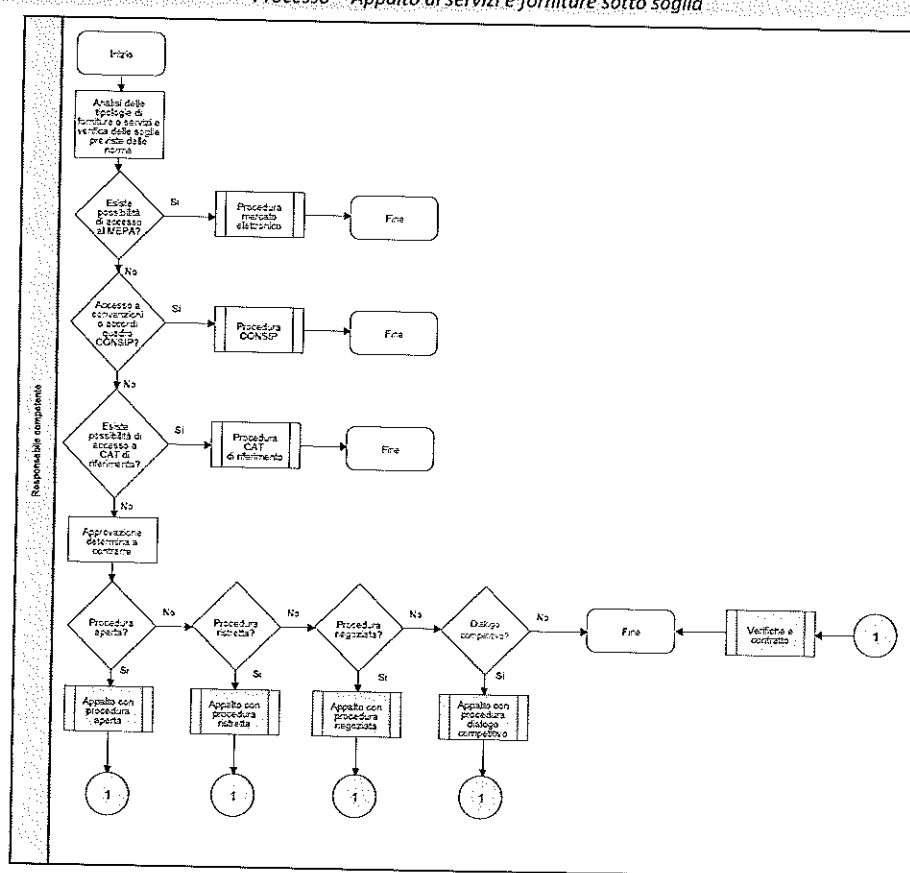 Processo – Appalto di servizi e forniture sotto soglia
Responsabile competente
Inizio
Analisi delle
tipologie di
forniture o servizi e
verifica delle soglie
previste dalla
norma
Esiste
possibilità
di accesso
al MEPA?
Si
Procedura
mercato
elettronico
Fine
No
Accesso a
convenzioni
o accordi
quadro
CONSIP?
Si
Procedura
CONSIP
Fine
No
Esiste
possibilità di
accesso a
CAT di
riferimento?
Si
Procedura
CAT
di riferimento
Fine
No
Approvazione
determina a
contrarre
Procedura
aperta?
No
Procedura
ristretta?
No
Procedura
negoziata?
No
Dialogo
competitivo?
No
Fine
Verifiche e
contratto
1
Si
Si
Si
Si
Appalto con
procedura
aperta
Appalto con
procedura
ristretta
Appalto con
procedura
negoziata
Appalto con
procedura
dialogo
competitivo
1
1
1
1